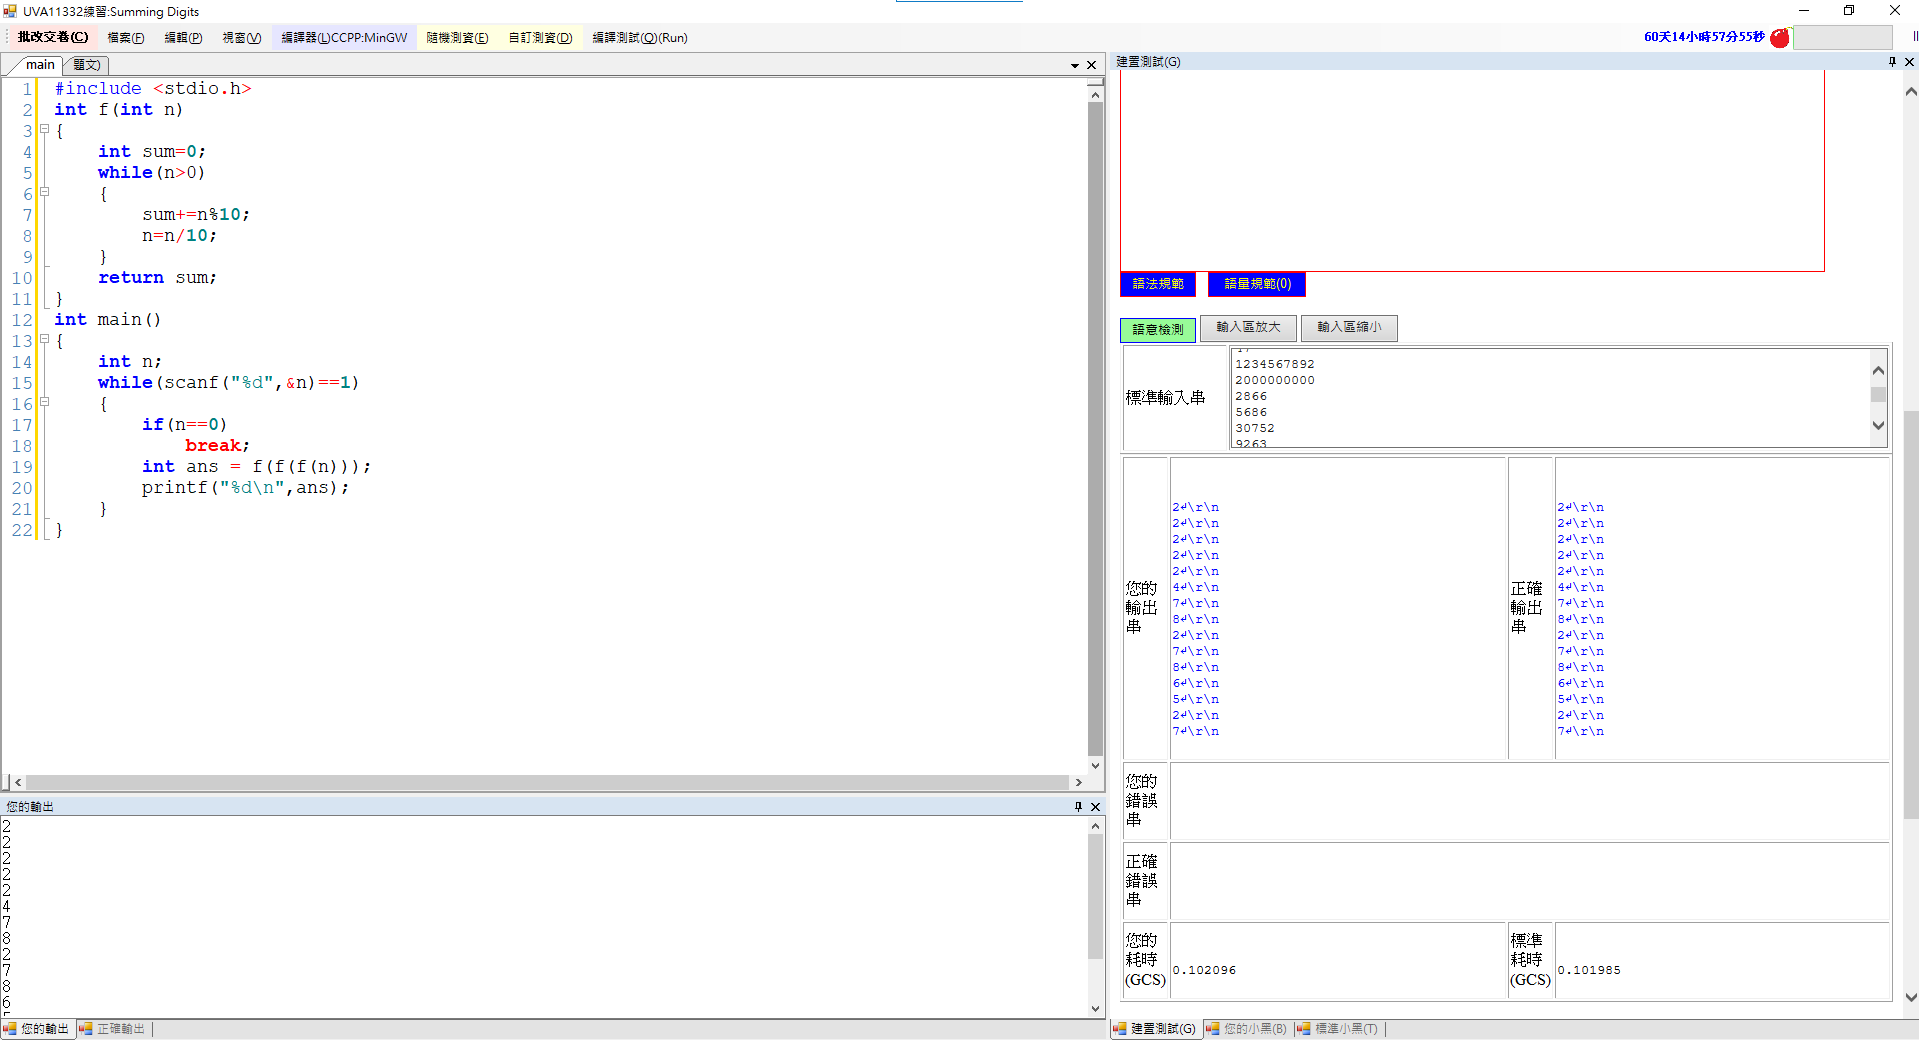 UVA11332練習:Summing Digits
批改交卷(C) 檔案(F) 編輯(P) 視窗(V) 編譯器(L)CCPP:MinGW 隨機測資(E) 自訂測資(D) 編譯測試(Q)(Run)
60天14小時57分55秒
main 題文)
1 #include <stdio.h>
2 int f(int n)
3 {
4 int sum=0;
5 while(n>0)
6 {
7 sum+=n%10;
8 n=n/10;
9 }
10 return sum;
11 }
12 int main()
13 {
14 int n;
15 while(scanf("%d",&n)==1)
16 {
17 if(n==0)
18 break;
19 int ans = f(f(f(n)));
20 printf("%d\n",ans);
21 }
22 }
您的輸出
2
2
2
2
2
4
7
8
2
7
8
6
您的輸出 正確輸出
建置測試(G)
語法規範 語量規範(0)
語意檢測 輸入區放大 輸入區縮小
標準輸入串
1234567892
2000000000
2866
5686
30752
9263
您的輸出串
2↲\r\n
2↲\r\n
2↲\r\n
2↲\r\n
2↲\r\n
4↲\r\n
7↲\r\n
8↲\r\n
2↲\r\n
7↲\r\n
8↲\r\n
6↲\r\n
5↲\r\n
2↲\r\n
7↲\r\n
正確輸出串
2↲\r\n
2↲\r\n
2↲\r\n
2↲\r\n
2↲\r\n
4↲\r\n
7↲\r\n
8↲\r\n
2↲\r\n
7↲\r\n
8↲\r\n
6↲\r\n
5↲\r\n
2↲\r\n
7↲\r\n
您的錯誤串
正確錯誤串
您的耗時(GCS) 0.102096 標準耗時(GCS) 0.101985
建置測試(G) 您的小黑(B) 標準小黑(T)